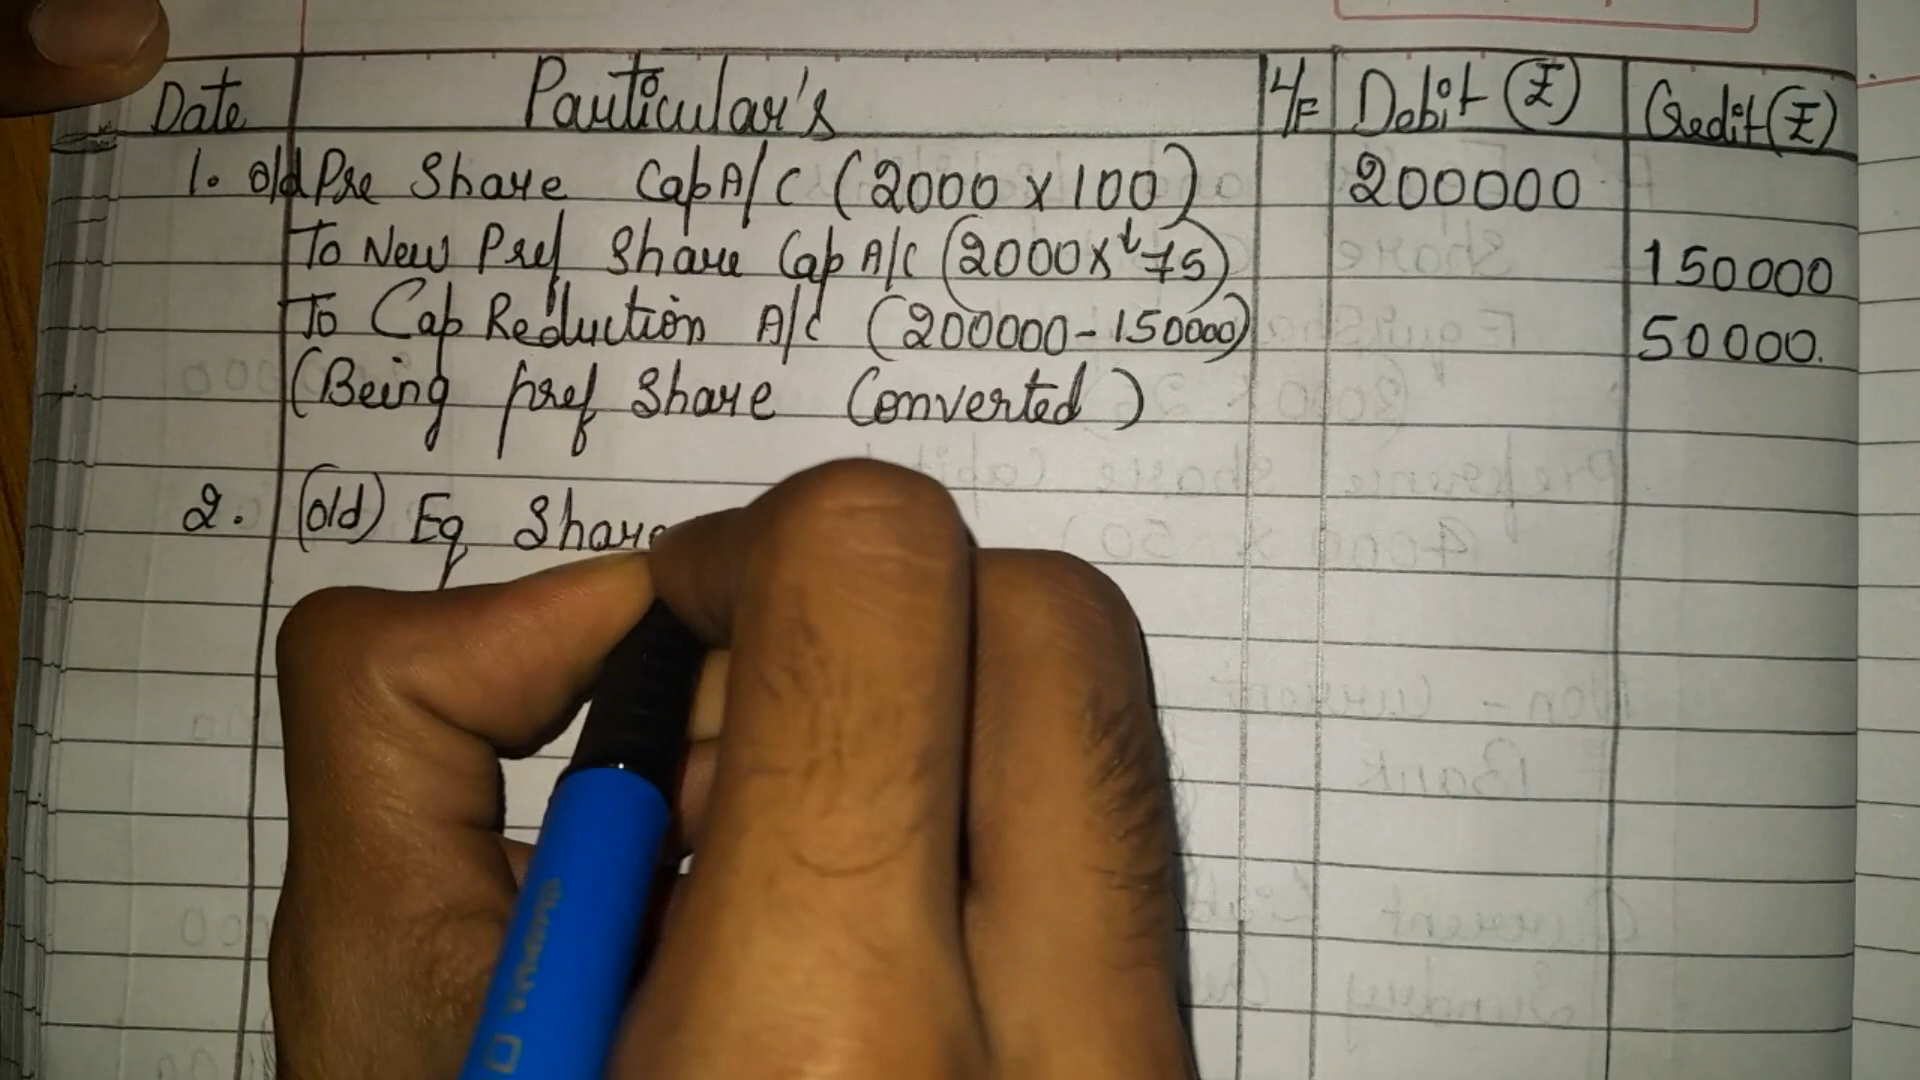 Date Particular's L/F Debit (₹) Credit (₹)
1. old Pre Share Cap A/C (2000 x 100) 200000
To New Pref Share Cap A/C (2000 x 75) 150000
To Cap Reduction A/C (200000 - 150000) 50000.
(Being pref Share Converted)
2. (old) Eq Share